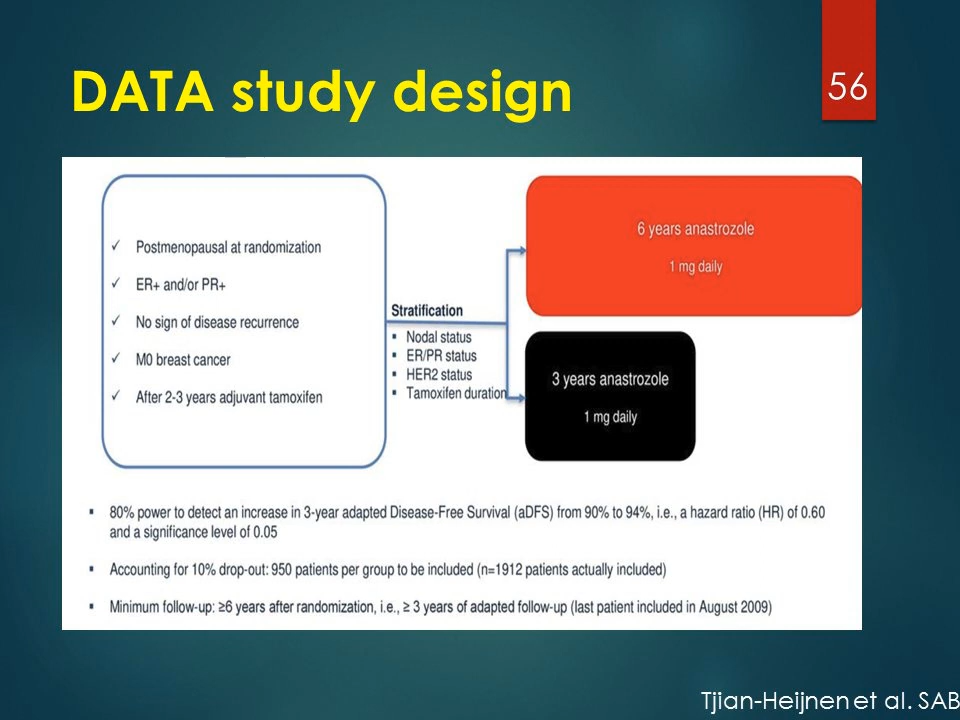 DATA study design
56
✓ Postmenopausal at randomization
✓ ER+ and/or PR+
✓ No sign of disease recurrence
✓ M0 breast cancer
✓ After 2-3 years adjuvant tamoxifen
Stratification
▪ Nodal status
▪ ER/PR status
▪ HER2 status
▪ Tamoxifen duration
6 years anastrozole
1 mg daily
3 years anastrozole
1 mg daily
▪ 80% power to detect an increase in 3-year adapted Disease-Free Survival (aDFS) from 90% to 94%, i.e., a hazard ratio (HR) of 0.60
and a significance level of 0.05
▪ Accounting for 10% drop-out: 950 patients per group to be included (n=1912 patients actually included)
▪ Minimum follow-up: ≥6 years after randomization, i.e., ≥ 3 years of adapted follow-up (last patient included in August 2009)
Tjian-Heijnen et al. SAB